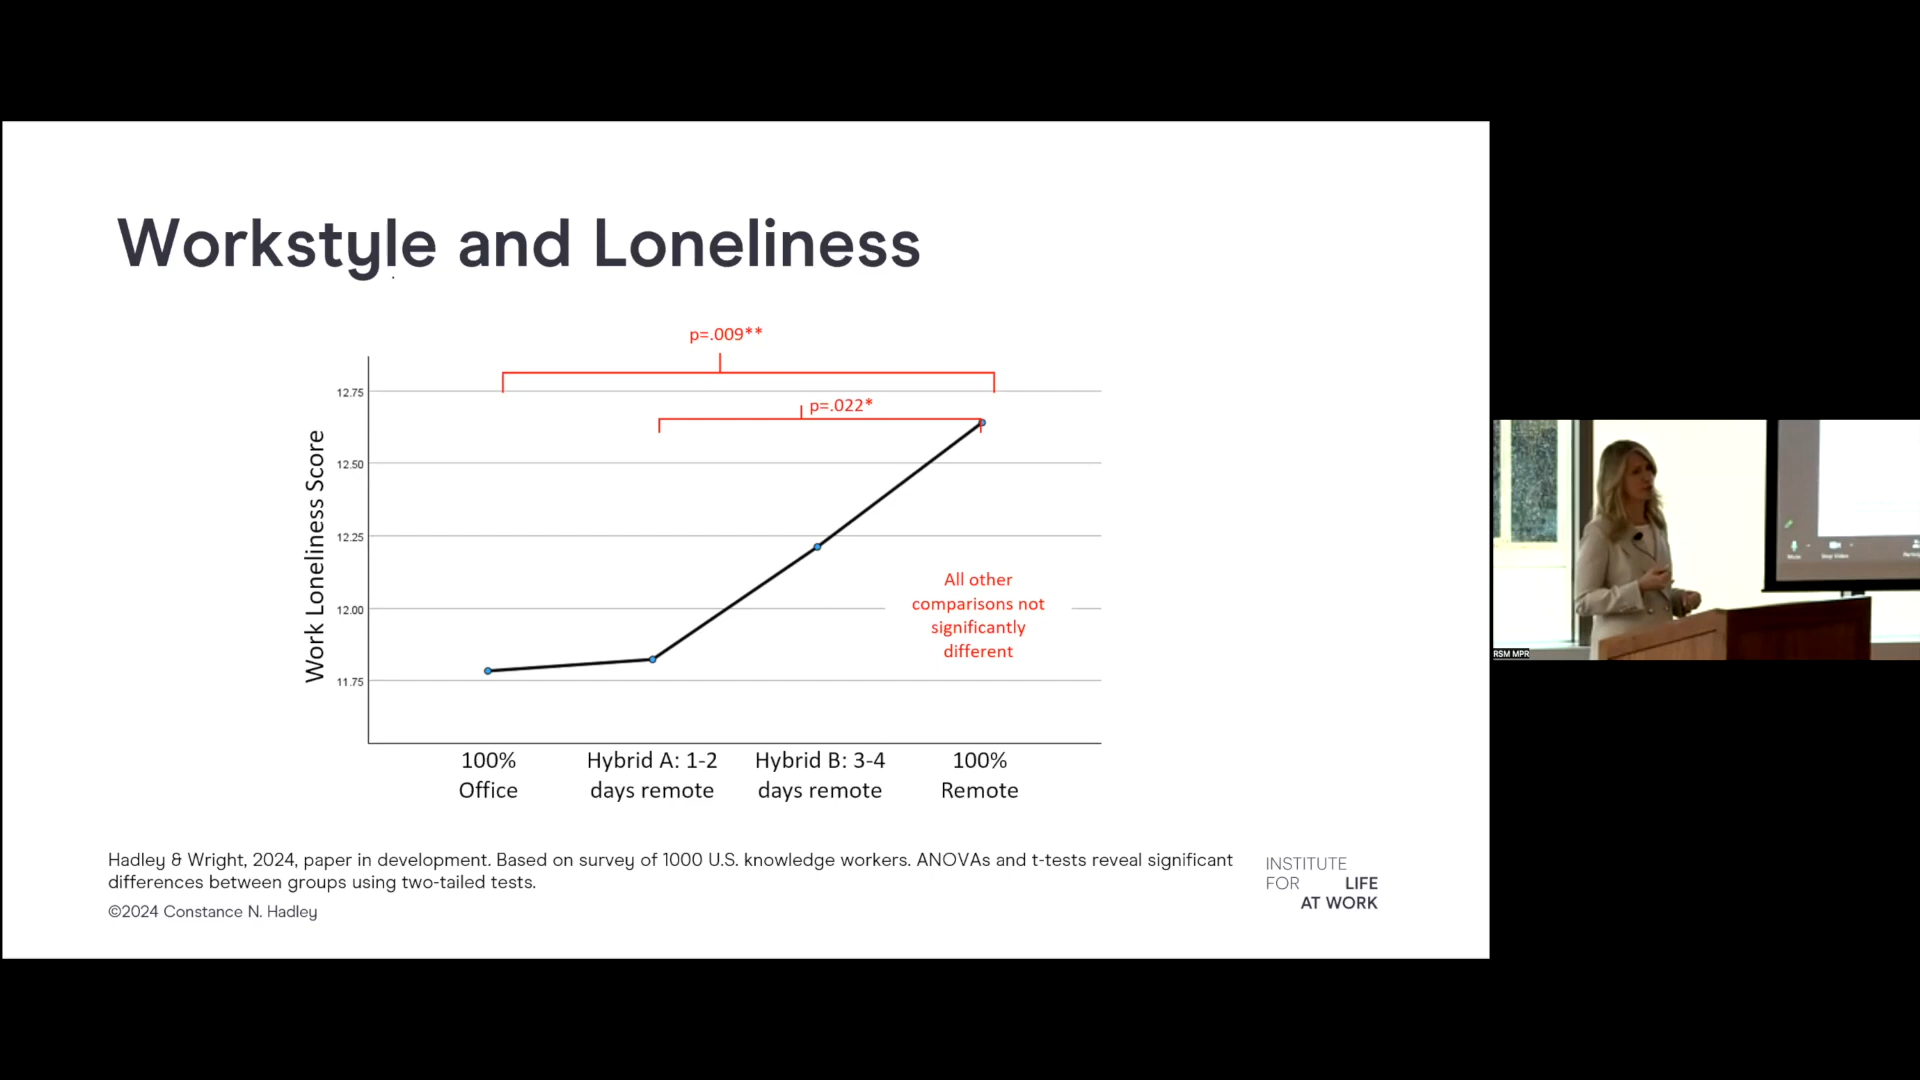 Workstyle and Loneliness
p=.009**
p=.022*
Work Loneliness Score
12.75
12.50
12.25
12.00
11.75
All other
comparisons not
significantly
different
100%
Office
Hybrid A: 1-2
days remote
Hybrid B: 3-4
days remote
100%
Remote
Hadley & Wright, 2024, paper in development. Based on survey of 1000 U.S. knowledge workers. ANOVAs and t-tests reveal significant
differences between groups using two-tailed tests.
©2024 Constance N. Hadley
INSTITUTE
FOR LIFE
AT WORK
RSM MPR
Mute
Stop Video